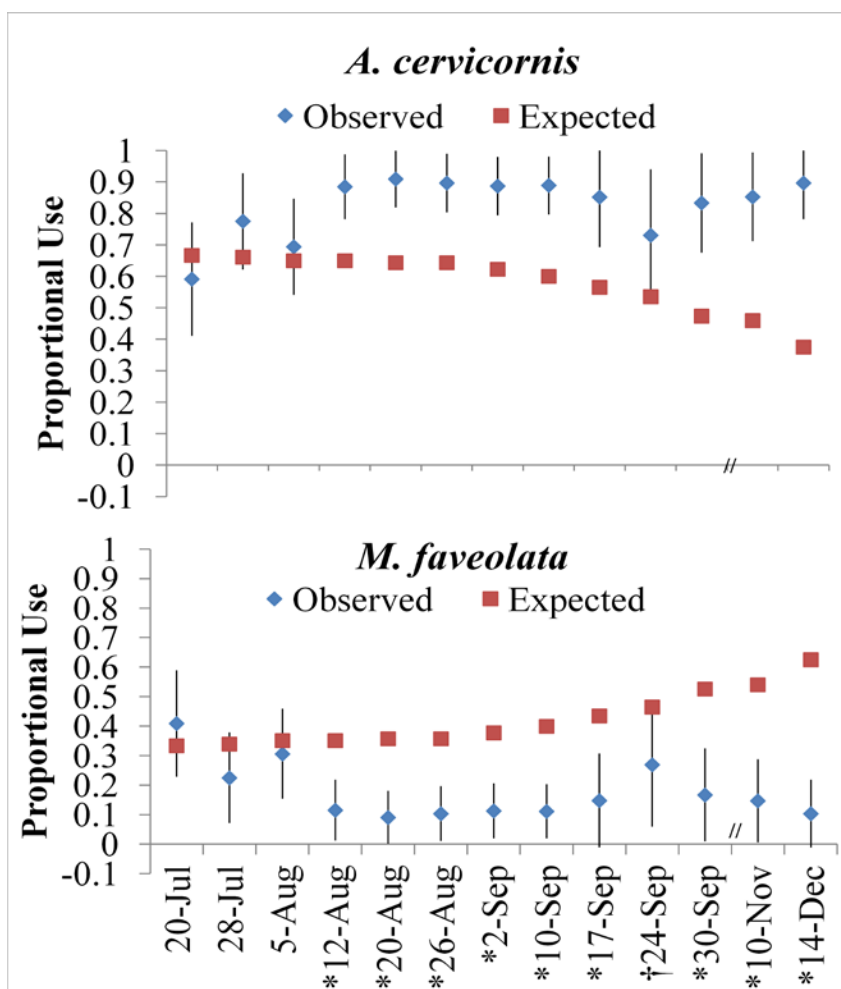 A. cervicornis
Observed Expected
Proportional Use
1
0.9
0.8
0.7
0.6
0.5
0.4
0.3
0.2
0.1
0
-0.1
//
M. faveolata
Observed Expected
Proportional Use
1
0.9
0.8
0.7
0.6
0.5
0.4
0.3
0.2
0.1
0
-0.1
//
20-Jul
28-Jul
5-Aug
*12-Aug
*20-Aug
*26-Aug
*2-Sep
*10-Sep
*17-Sep
†24-Sep
*30-Sep
*10-Nov
*14-Dec